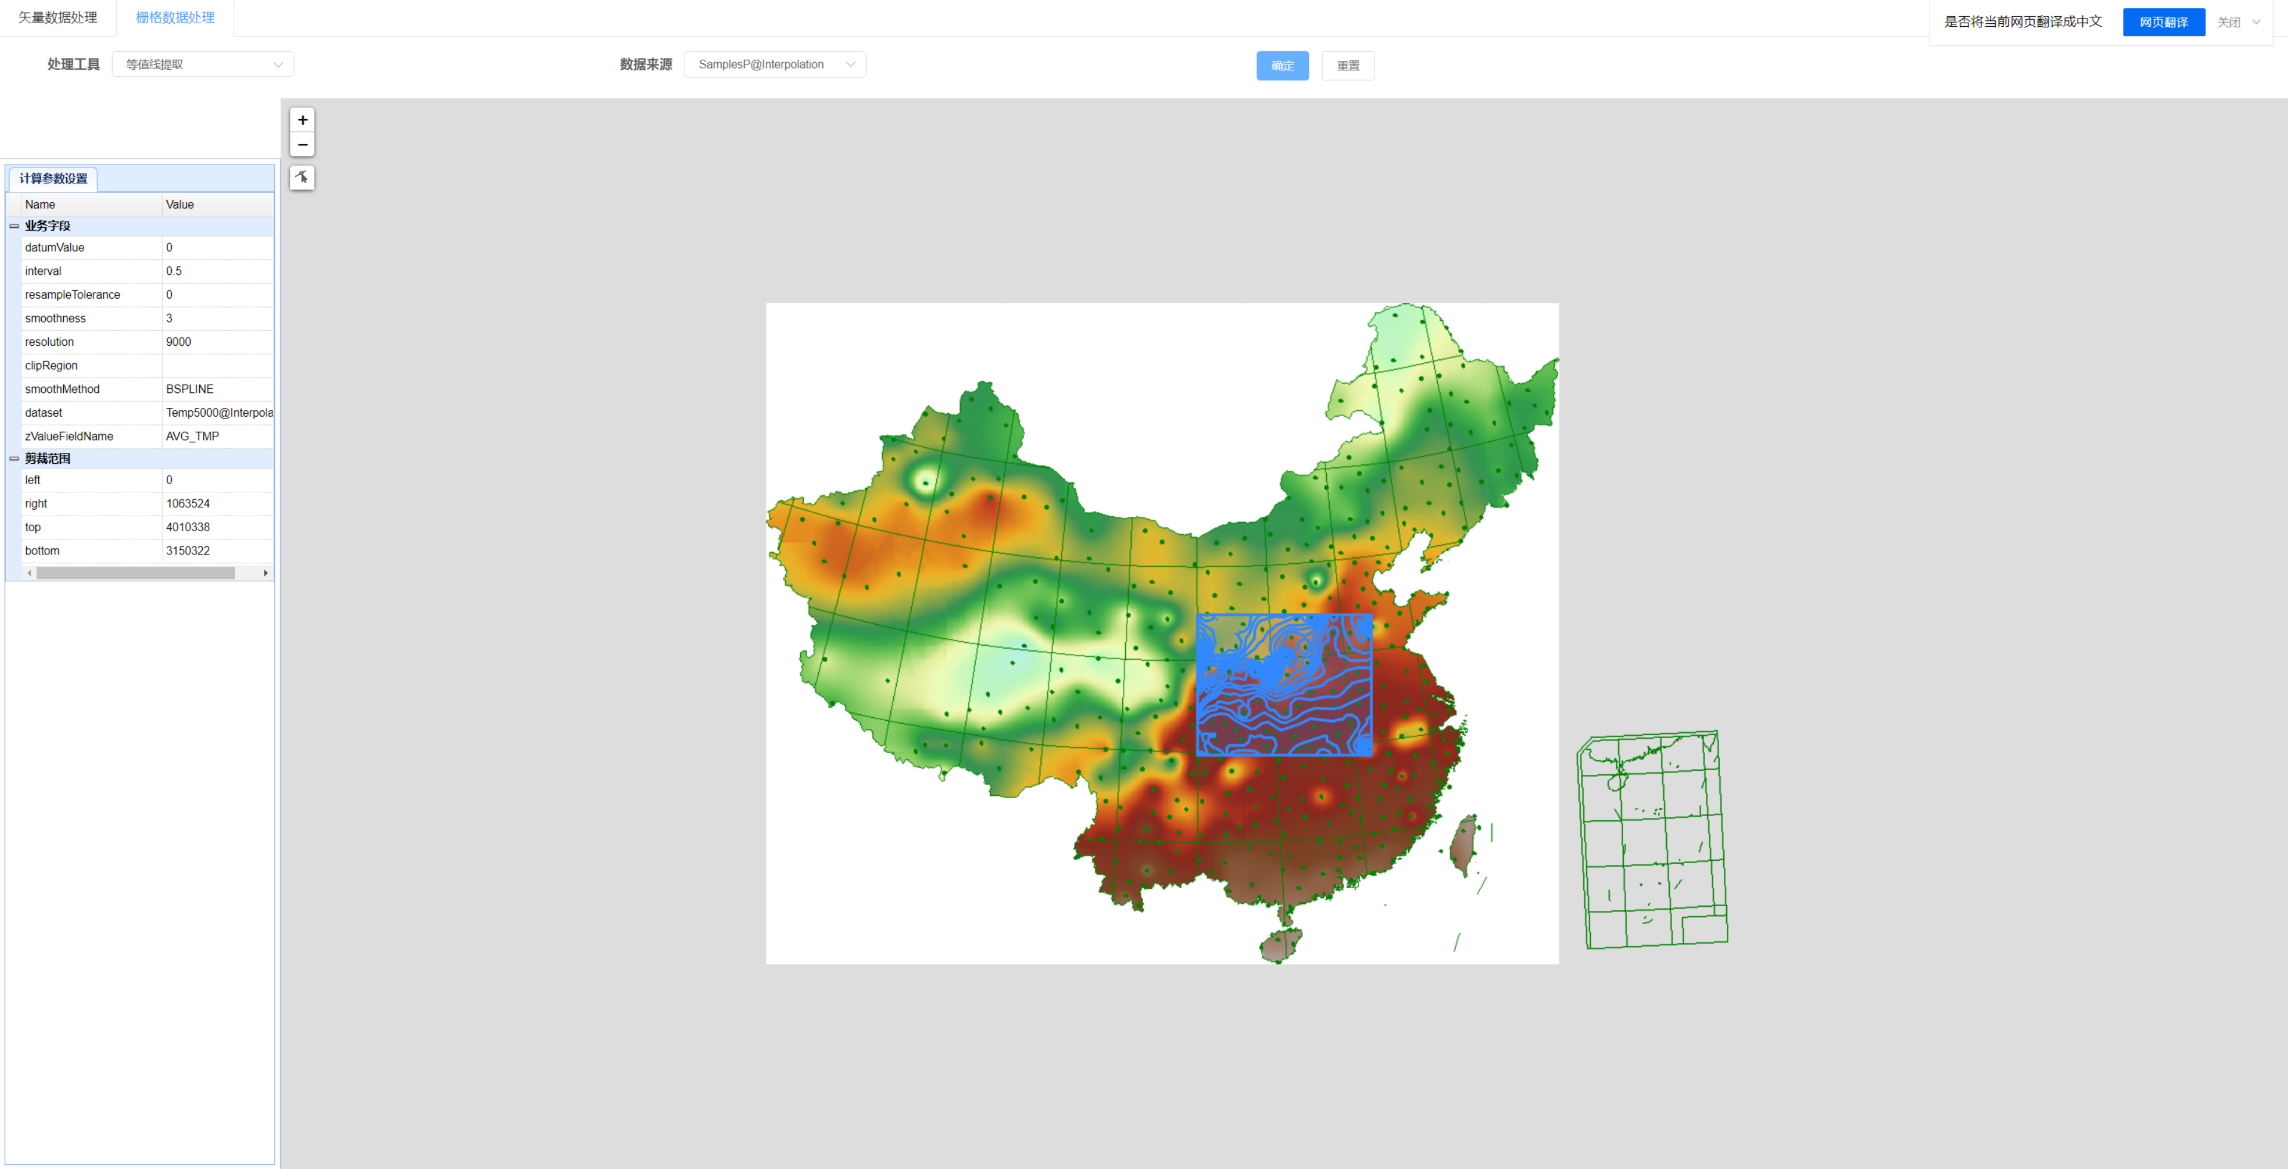 矢量数据处理
栅格数据处理
是否将当前网页翻译成中文
网页翻译
关闭
处理工具
等值线提取
数据来源
SamplesP@Interpolation
确定
重置
+
−
计算参数设置
Name Value
业务字段
datumValue 0
interval 0.5
resampleTolerance 0
smoothness 3
resolution 9000
clipRegion
smoothMethod BSPLINE
dataset Temp5000@Interpola
zValueFieldName AVG_TMP
剪裁范围
left 0
right 1063524
top 4010338
bottom 3150322